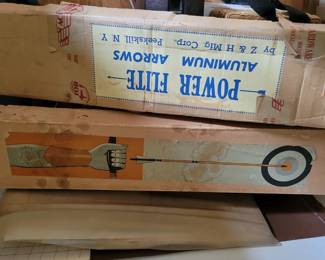 POWER FLITE
ALUMINUM ARROWS
by Z & H Mfg Corp. Peekskill N Y